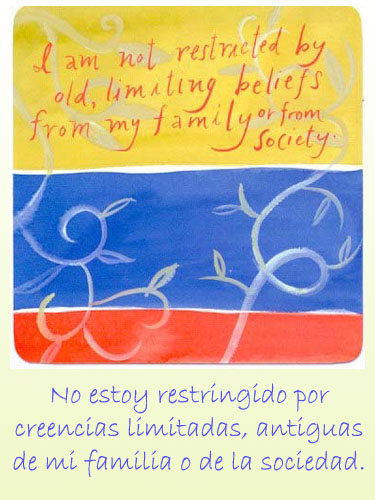 I am not restricted by
old, limiting beliefs
from my family or from
society.
No estoy restringido por
creencias limitadas, antiguas
de mi familia o de la sociedad.